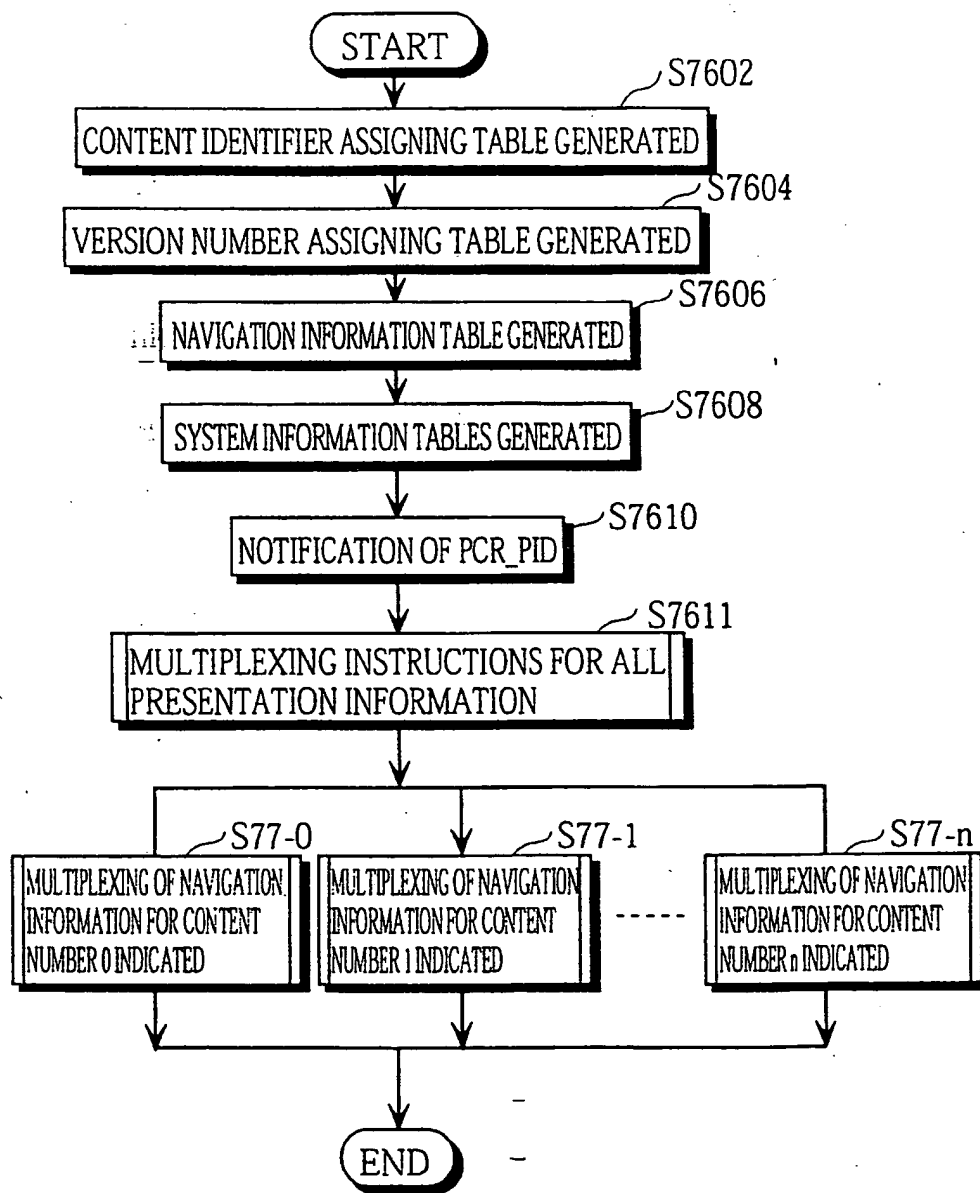 START
S7602
CONTENT IDENTIFIER ASSIGNING TABLE GENERATED
S7604
VERSION NUMBER ASSIGNING TABLE GENERATED
S7606
NAVIGATION INFORMATION TABLE GENERATED
S7608
SYSTEM INFORMATION TABLES GENERATED
S7610
NOTIFICATION OF PCR_PID
S7611
MULTIPLEXING INSTRUCTIONS FOR ALL
PRESENTATION INFORMATION
S77-0
MULTIPLEXING OF NAVIGATION
INFORMATION FOR CONTENT
NUMBER 0 INDICATED
S77-1
MULTIPLEXING OF NAVIGATION
INFORMATION FOR CONTENT
NUMBER 1 INDICATED
S77-n
MULTIPLEXING OF NAVIGATION
INFORMATION FOR CONTENT
NUMBER n INDICATED
END